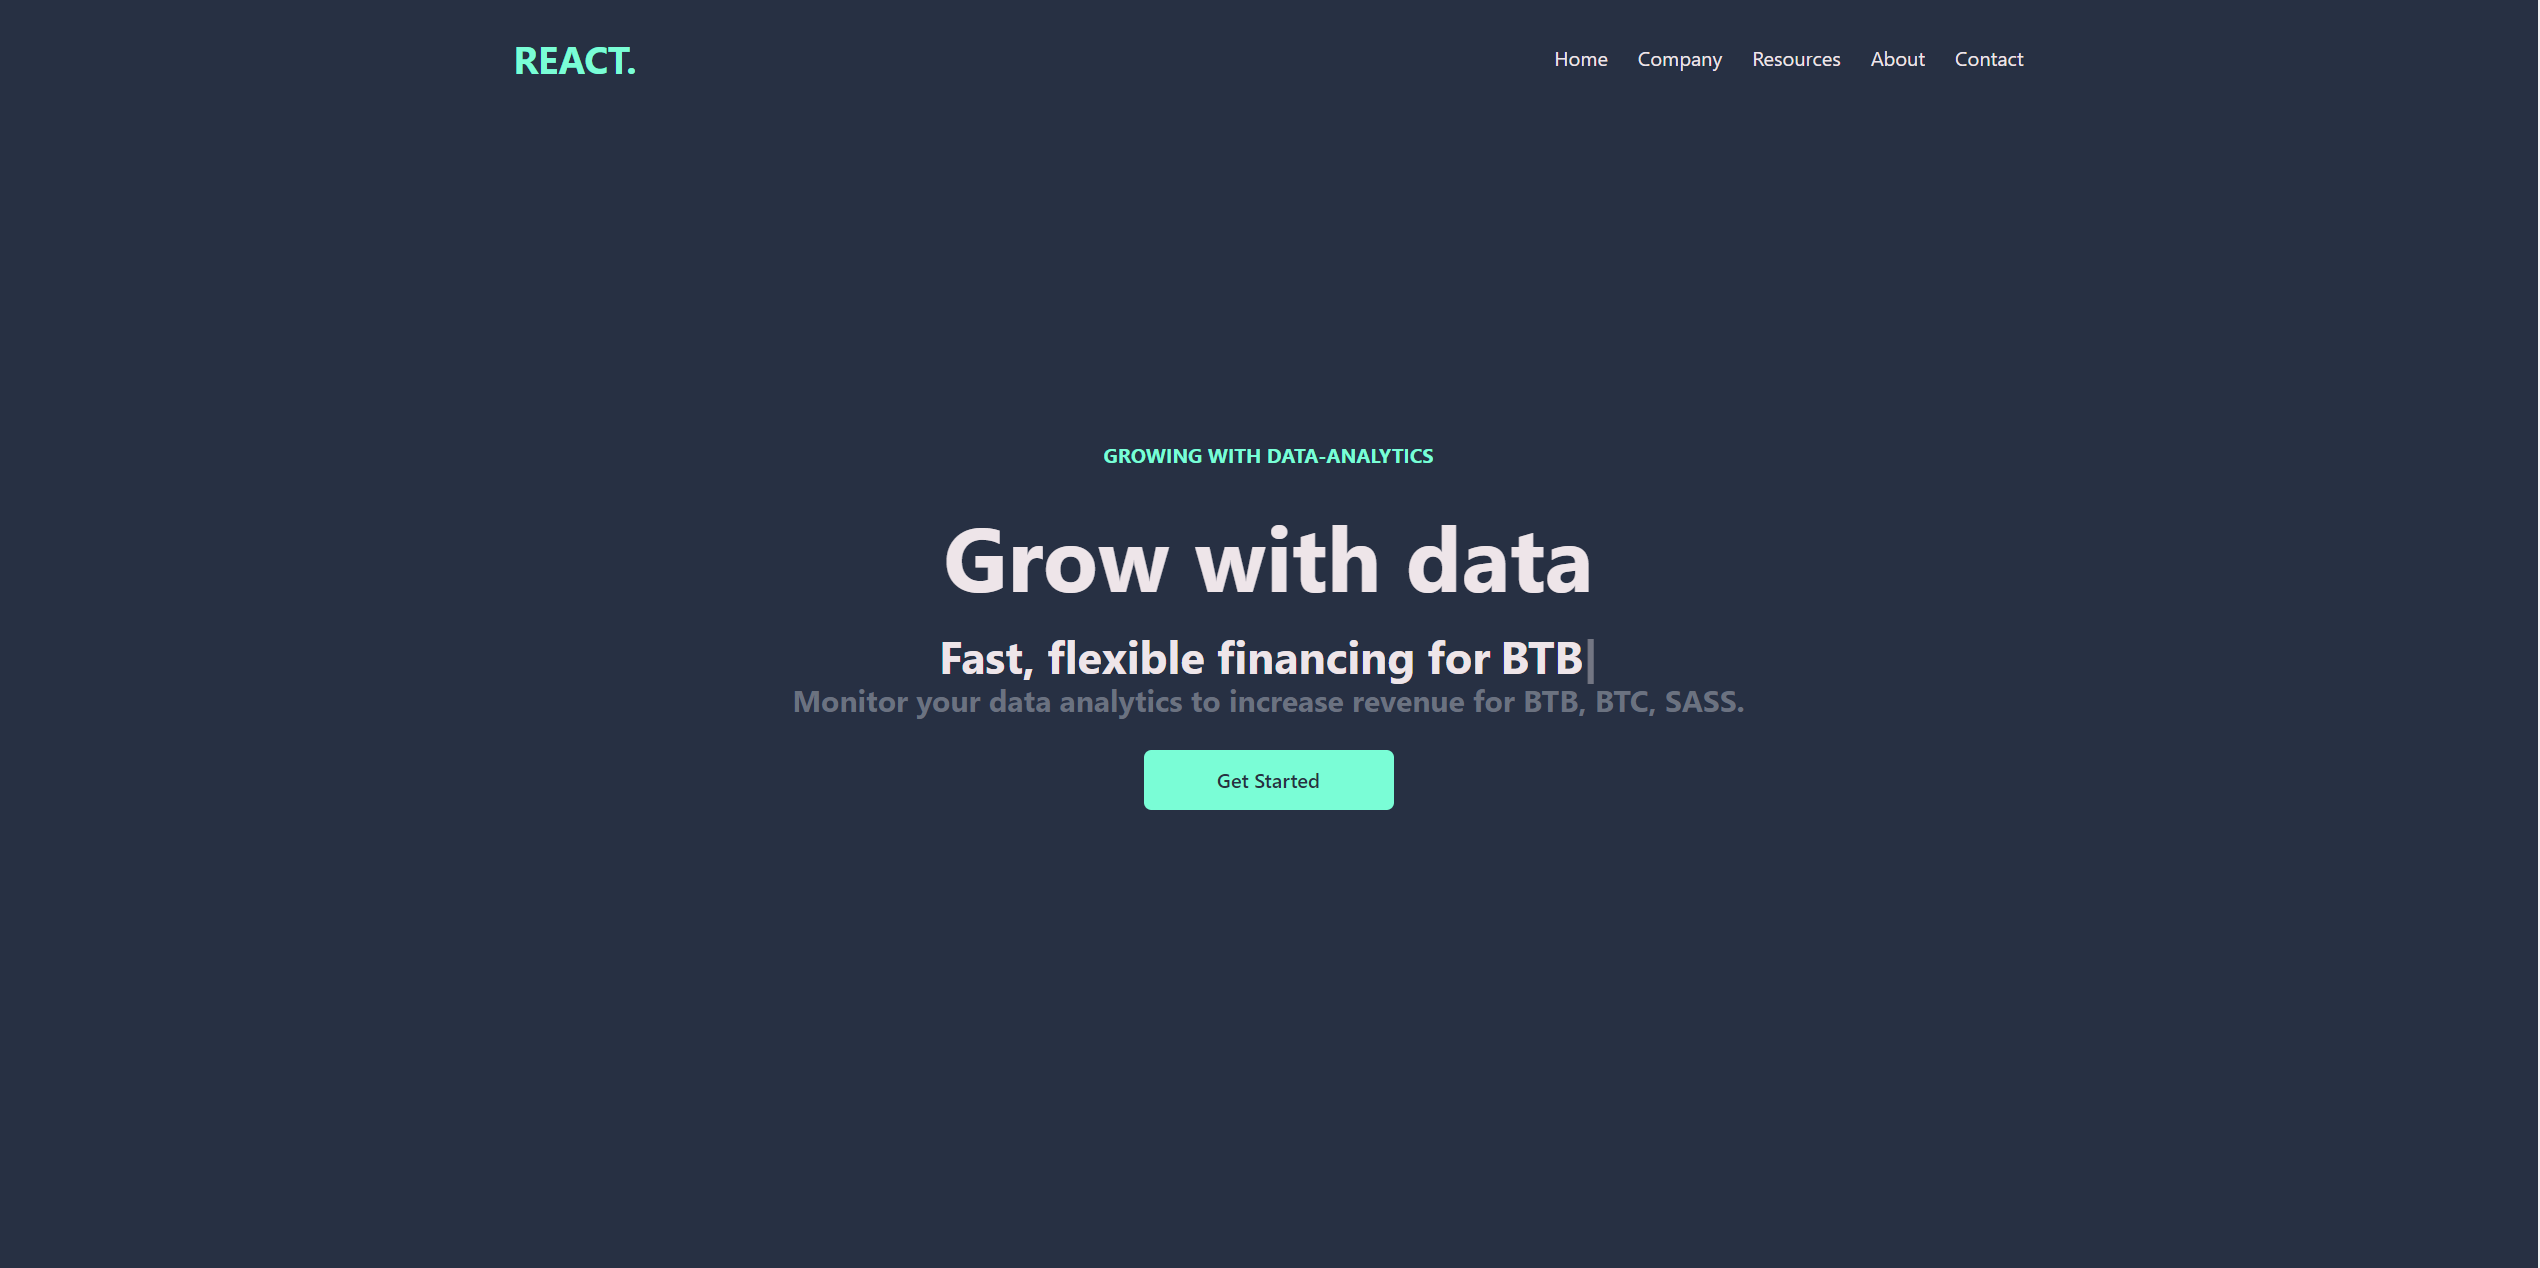 REACT.
Home Company Resources About Contact
GROWING WITH DATA-ANALYTICS
Grow with data
Fast, flexible financing for BTB|
Monitor your data analytics to increase revenue for BTB, BTC, SASS.
Get Started